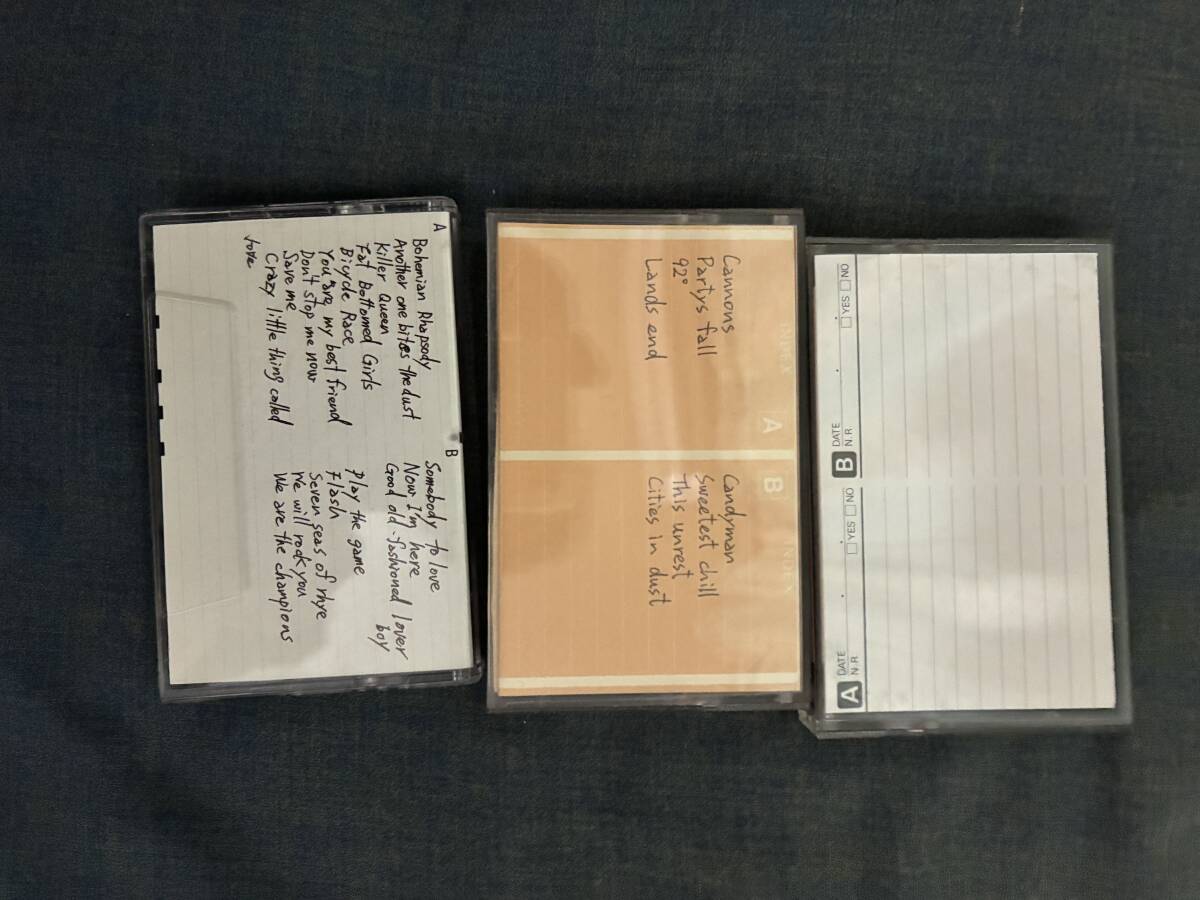 A
Bohemian Rhapsody
Another one bites the dust
Killer Queen
Fat Bottomed Girls
Bicycle Race
You are my best friend
Don't stop me now
Save me
Crazy little thing called
love
B
Somebody to love
Now I'm here
Good old-fashioned lover
boy
Play the game
Flash
Seven seas of rhye
We will rock you
We are the champions
INDEX A
Cannons
Partys fall
92°
Lands end
B INDEX
Candyman
Sweetest chill
This unrest
Cities in dust
A DATE
N.R YES NO
B DATE
N.R YES NO